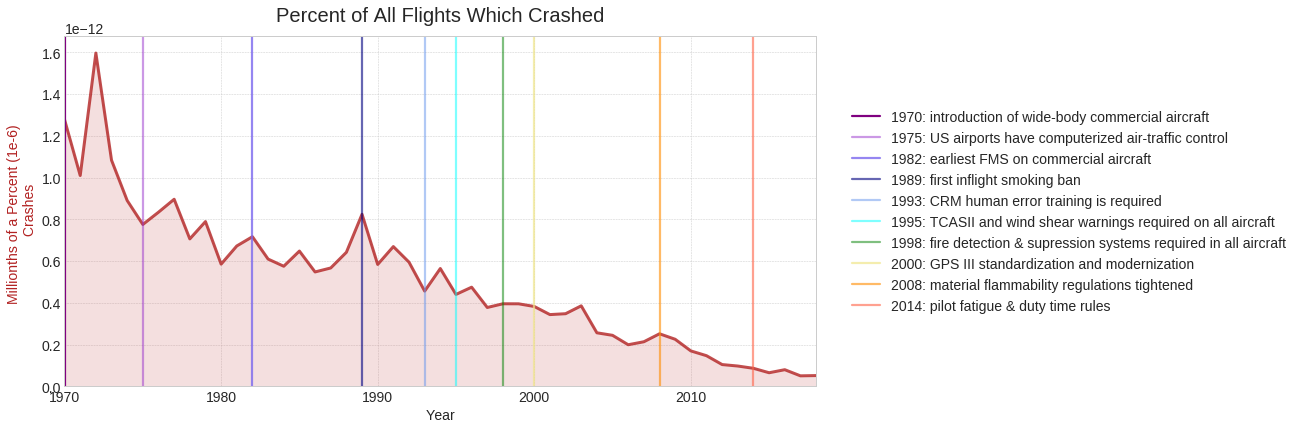 Percent of All Flights Which Crashed
1e−12
1.6
1.4
1.2
1.0
0.8
0.6
0.4
0.2
0.0
Millionths of a Percent (1e-6)
Crashes
1970
1980
1990
2000
2010
Year
1970: introduction of wide-body commercial aircraft
1975: US airports have computerized air-traffic control
1982: earliest FMS on commercial aircraft
1989: first inflight smoking ban
1993: CRM human error training is required
1995: TCASII and wind shear warnings required on all aircraft
1998: fire detection & supression systems required in all aircraft
2000: GPS III standardization and modernization
2008: material flammability regulations tightened
2014: pilot fatigue & duty time rules